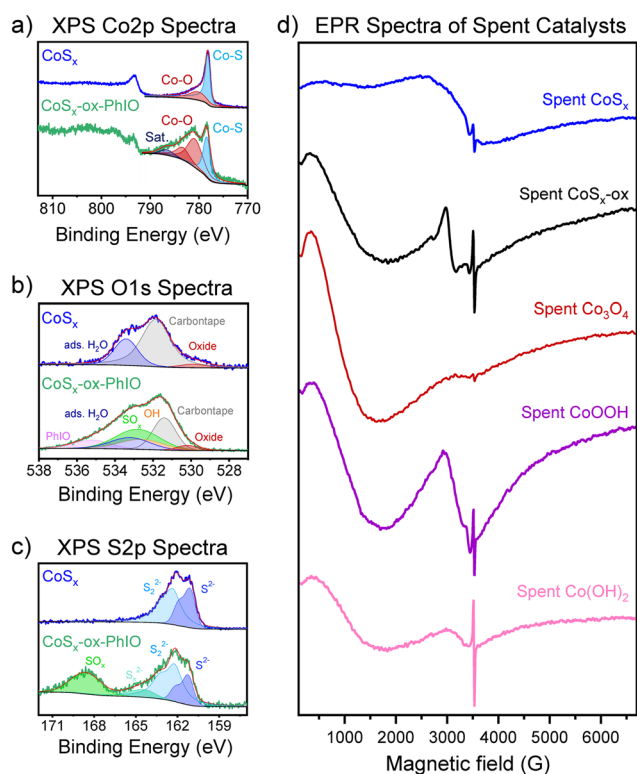 a) XPS Co2p Spectra
CoSₓ
Co-S
Co-O
CoSₓ-ox-PhIO
Co-O
Sat.
Co-S
810 800 790 780 770
Binding Energy (eV)
b) XPS O1s Spectra
CoSₓ
Carbontape
ads. H₂O
Oxide
CoSₓ-ox-PhIO
Carbontape
ads. H₂O
SOₓ
OH
PhIO
Oxide
538 536 534 532 530 528
Binding Energy (eV)
c) XPS S2p Spectra
CoSₓ
S₂²⁻
S²⁻
CoSₓ-ox-PhIO
SOₓ
S₂²⁻
S²⁻
171 168 165 162 159
Binding Energy (eV)
d) EPR Spectra of Spent Catalysts
Spent CoSₓ
Spent CoSₓ-ox
Spent Co₃O₄
Spent CoOOH
Spent Co(OH)₂
1000 2000 3000 4000 5000 6000
Magnetic field (G)